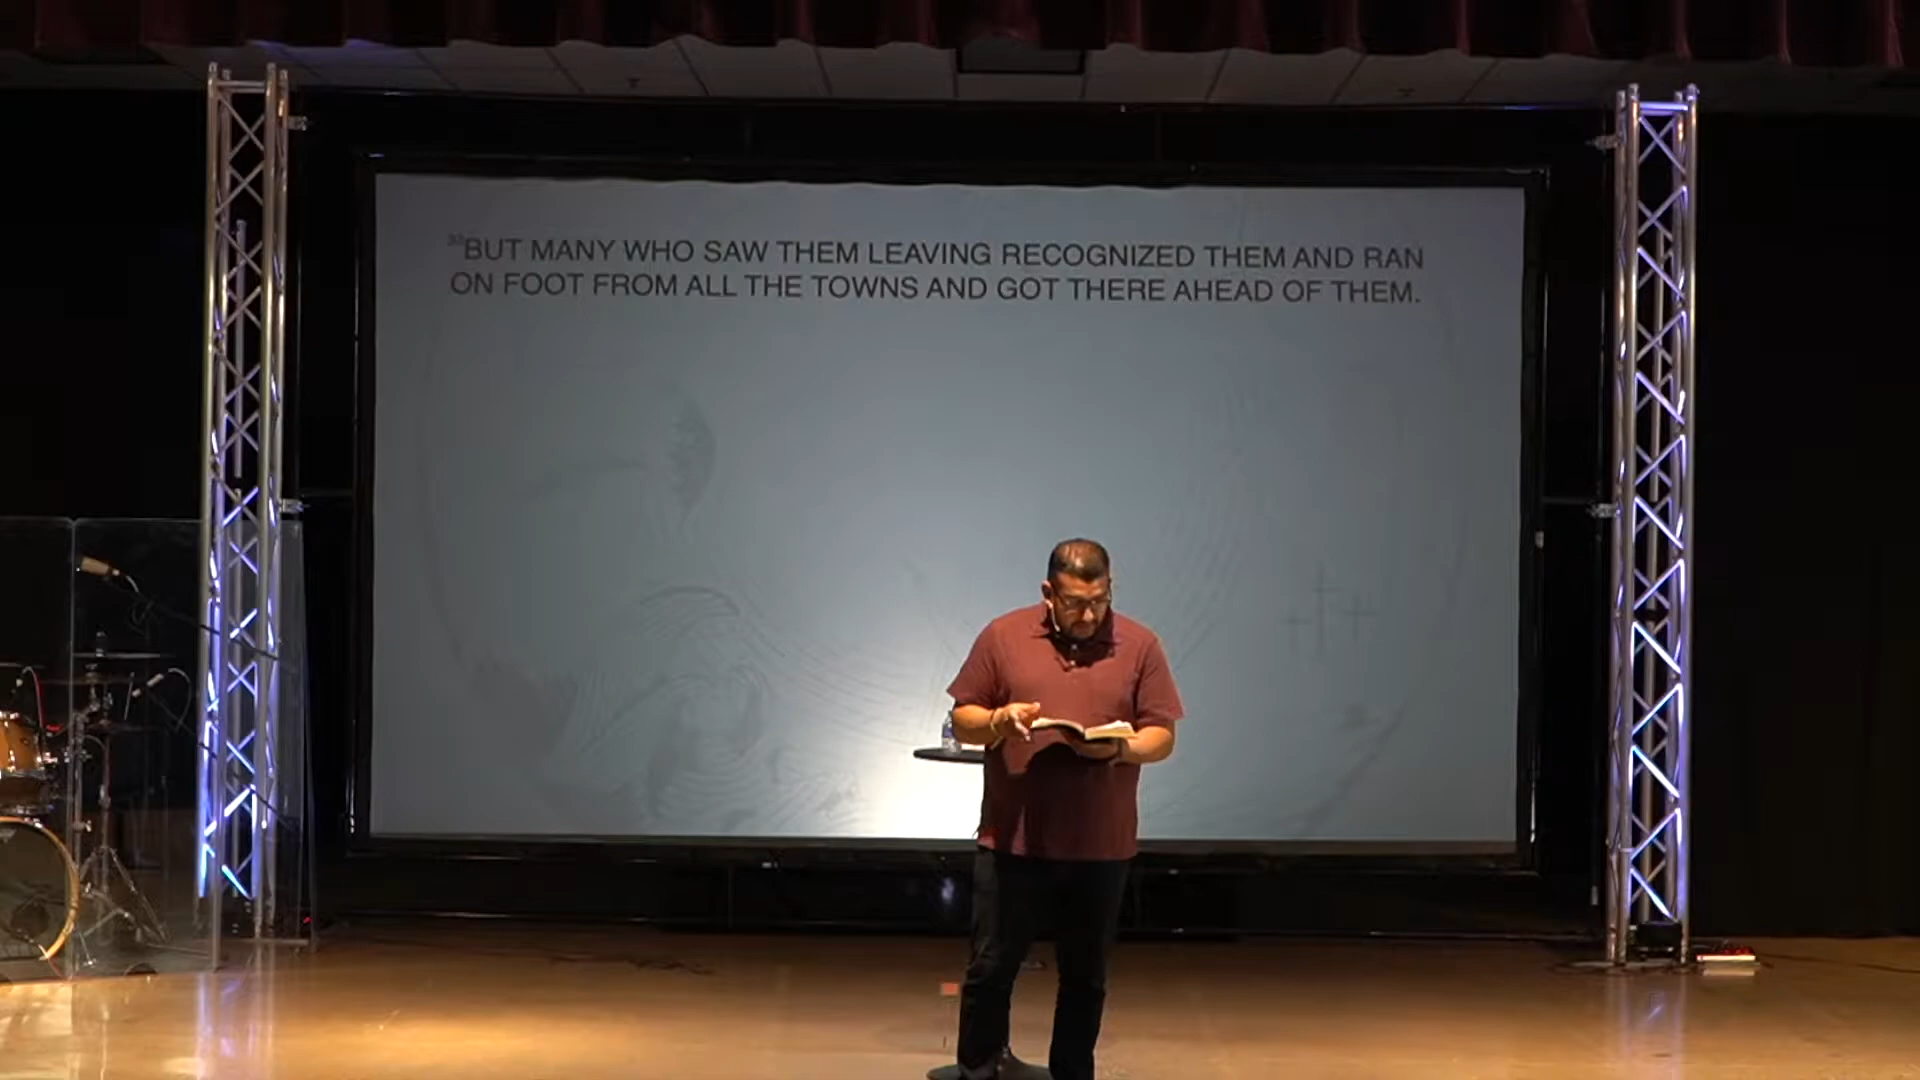 ³³BUT MANY WHO SAW THEM LEAVING RECOGNIZED THEM AND RAN
ON FOOT FROM ALL THE TOWNS AND GOT THERE AHEAD OF THEM.